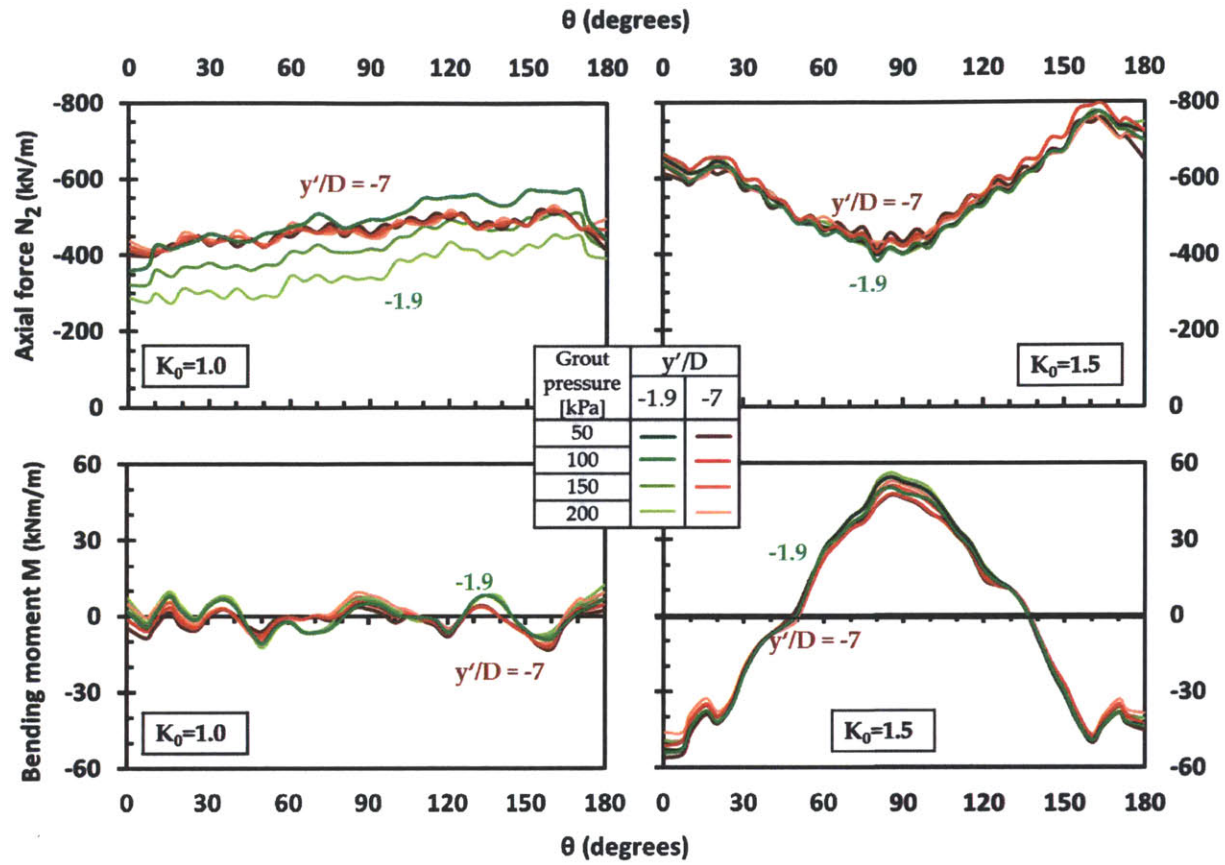 θ (degrees)
0 30 60 90 120 150 180
0 30 60 90 120 150 180
Axial force N₂ (kN/m)
-800
-600
-400
-200
0
y'/D = -7
-1.9
K₀=1.0
y'/D = -7
-1.9
K₀=1.5
-800
-600
-400
-200
0
Grout pressure [kPa]
y'/D
-1.9 -7
50
100
150
200
Bending moment M (kNm/m)
60
30
0
-30
-60
-1.9
y'/D = -7
K₀=1.0
-1.9
y'/D = -7
K₀=1.5
60
30
0
-30
-60
0 30 60 90 120 150 180
0 30 60 90 120 150 180
θ (degrees)